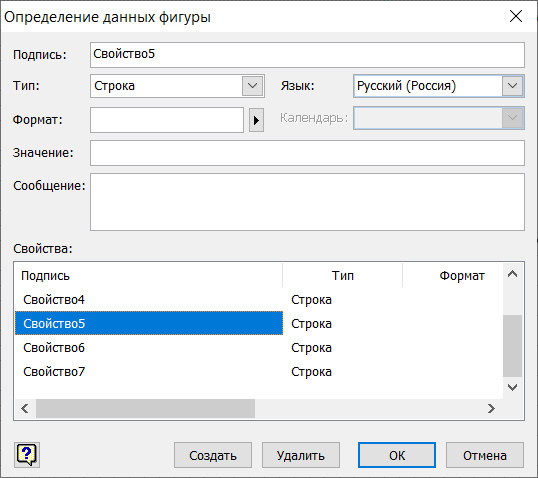 Определение данных фигуры
Подпись: Свойство5
Тип: Строка Язык: Русский (Россия)
Формат: Календарь:
Значение:
Сообщение:
Свойства:
Подпись Тип Формат
Свойство4 Строка
Свойство5 Строка
Свойство6 Строка
Свойство7 Строка
? Создать Удалить ОК Отмена